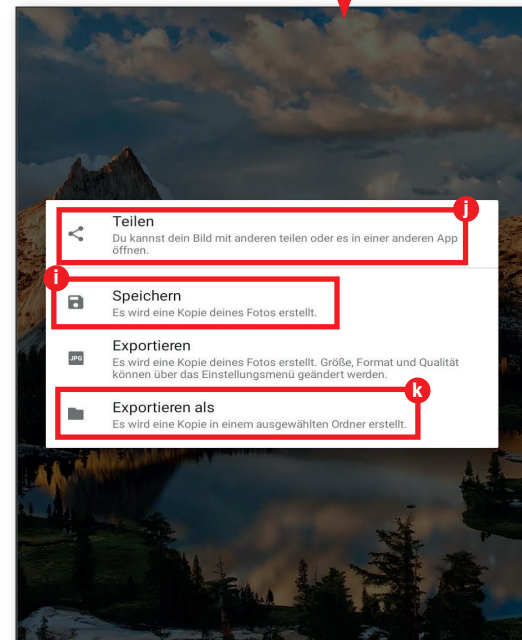 j
Teilen
Du kannst dein Bild mit anderen teilen oder es in einer anderen App
öffnen.
i
Speichern
Es wird eine Kopie deines Fotos erstellt.
Exportieren
JPG
Es wird eine Kopie deines Fotos erstellt. Größe, Format und Qualität
können über das Einstellungsmenü geändert werden.
k
Exportieren als
Es wird eine Kopie in einem ausgewählten Ordner erstellt.